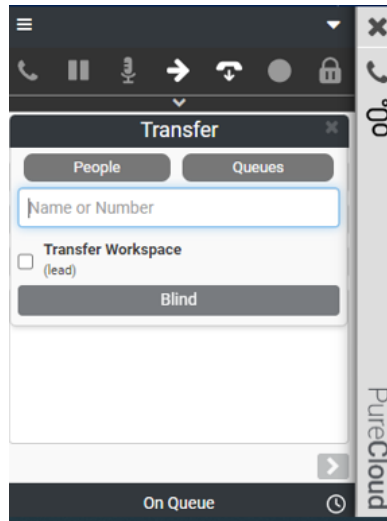 Transfer
People
Queues
Name or Number
Transfer Workspace
(lead)
Blind
On Queue
PureCloud